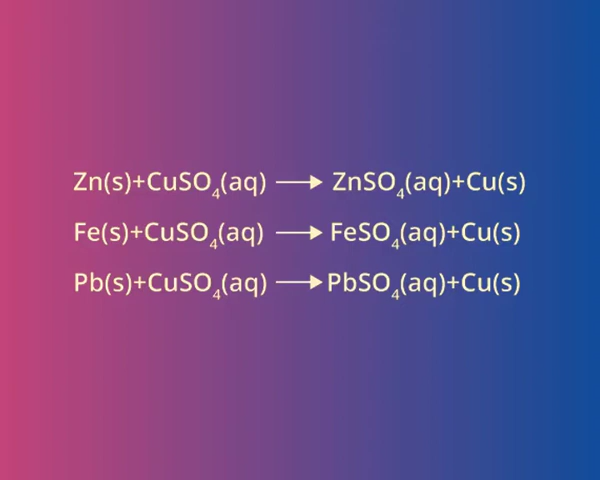 Zn(s)+CuSO₄(aq) ⟶ ZnSO₄(aq)+Cu(s)
Fe(s)+CuSO₄(aq) ⟶ FeSO₄(aq)+Cu(s)
Pb(s)+CuSO₄(aq) ⟶ PbSO₄(aq)+Cu(s)